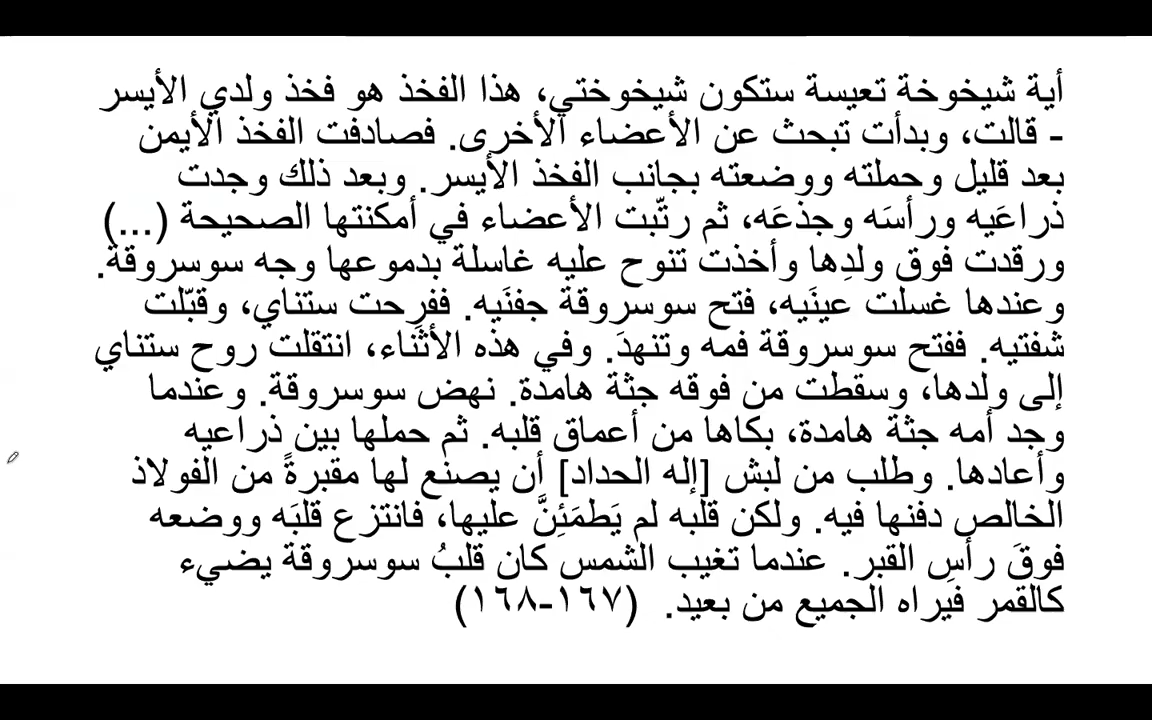 أية شيخوخة تعيسة ستكون شيخوختي، هذا الفخذ هو فخذ ولدي الأيسر
- قالت، وبدأت تبحث عن الأعضاء الأخرى. فصادفت الفخذ الأيمن
بعد قليل وحملته ووضعته بجانب الفخذ الأيسر. وبعد ذلك وجدت
ذراعَيه ورأسَه وجذعَه، ثم رتّبت الأعضاء في أمكنتها الصحيحة (...)
ورقدت فوق ولدِها وأخذت تنوح عليه غاسلة بدموعها وجه سوسروقة.
وعندها غسلت عينَيه، فتح سوسروقة جفنَيه. ففرِحت ستناي، وقبّلت
شفتيه. ففتح سوسروقة فمه وتنهدَ. وفي هذه الأثناء، انتقلت روح ستناي
إلى ولدها، وسقطت من فوقه جثة هامدة. نهض سوسروقة. وعندما
وجد أمه جثة هامدة، بكاها من أعماق قلبه. ثم حملها بين ذراعيه
وأعادها. وطلب من لبش [إله الحداد] أن يصنع لها مقبرةً من الفولاذ
الخالص دفنها فيه. ولكن قلبه لم يَطمَئِنَّ عليها، فانتزع قلبَه ووضعه
فوقَ رأسِ القبر. عندما تغيب الشمس كان قلبُ سوسروقة يضيء
كالقمر فيَراه الجميع من بعيد. (١٦٧-١٦٨)